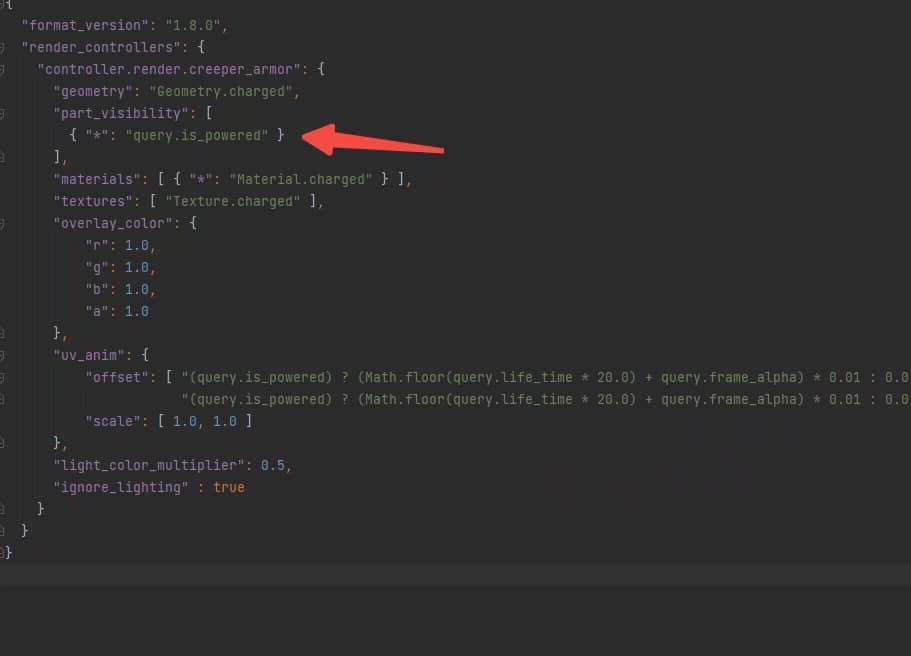 {
"format_version": "1.8.0",
"render_controllers": {
"controller.render.creeper_armor": {
"geometry": "Geometry.charged",
"part_visibility": [
{ "*": "query.is_powered" }
],
"materials": [ { "*": "Material.charged" } ],
"textures": [ "Texture.charged" ],
"overlay_color": {
"r": 1.0,
"g": 1.0,
"b": 1.0,
"a": 1.0
},
"uv_anim": {
"offset": [ "(query.is_powered) ? (Math.floor(query.life_time * 20.0) + query.frame_alpha) * 0.01 : 0.0
"(query.is_powered) ? (Math.floor(query.life_time * 20.0) + query.frame_alpha) * 0.01 : 0.0
"scale": [ 1.0, 1.0 ]
},
"light_color_multiplier": 0.5,
"ignore_lighting" : true
}
}
}